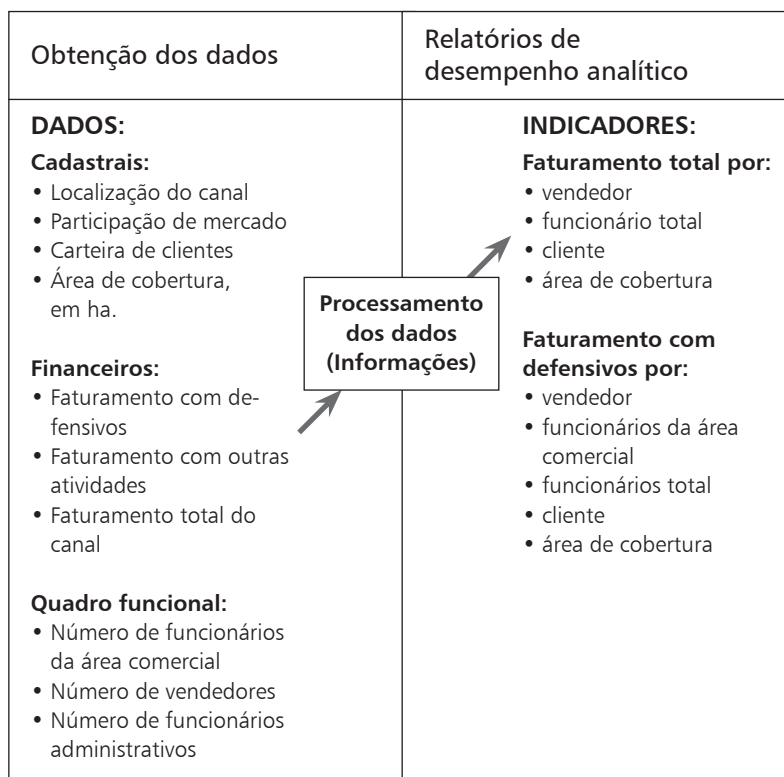 Obtenção dos dados
Relatórios de
desempenho analítico
DADOS:
Cadastrais:
• Localização do canal
• Participação de mercado
• Carteira de clientes
• Área de cobertura,
em ha.
Financeiros:
• Faturamento com de-
fensivos
• Faturamento com outras
atividades
• Faturamento total do
canal
Quadro funcional:
• Número de funcionários
da área comercial
• Número de vendedores
• Número de funcionários
administrativos
Processamento
dos dados
(Informações)
INDICADORES:
Faturamento total por:
• vendedor
• funcionário total
• cliente
• área de cobertura
Faturamento com
defensivos por:
• vendedor
• funcionários da área
comercial
• funcionários total
• cliente
• área de cobertura